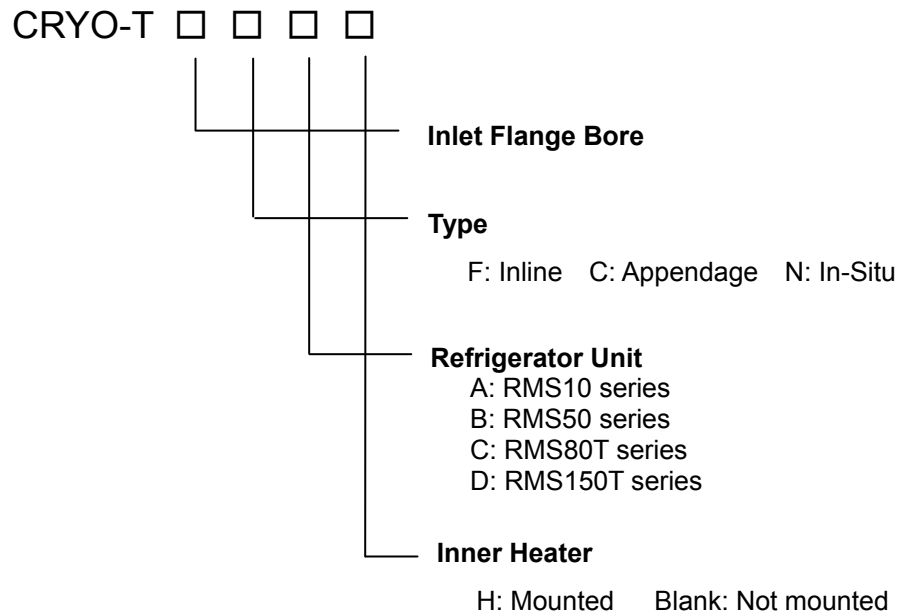 CRYO-T □ □ □ □
Inlet Flange Bore
Type
F: Inline C: Appendage N: In-Situ
Refrigerator Unit
A: RMS10 series
B: RMS50 series
C: RMS80T series
D: RMS150T series
Inner Heater
H: Mounted Blank: Not mounted